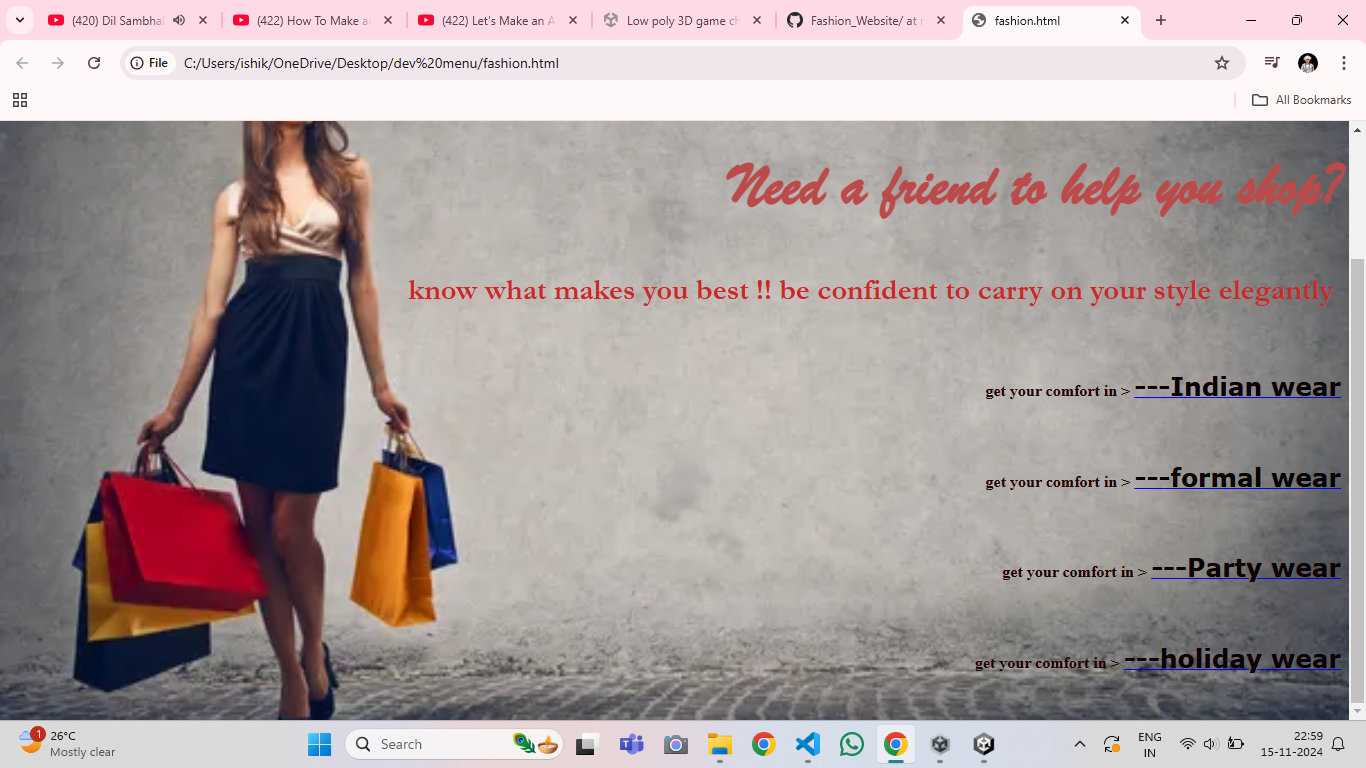 (420) Dil Sambhal
(422) How To Make a
(422) Let's Make an A
Low poly 3D game ch
Fashion_Website/ at
fashion.html
File
C:/Users/ishik/OneDrive/Desktop/dev%20menu/fashion.html
All Bookmarks
Need a friend to help you shop?
know what makes you best !! be confident to carry on your style elegantly
get your comfort in > ---Indian wear
get your comfort in > ---formal wear
get your comfort in > ---Party wear
get your comfort in > ---holiday wear
1
26°C
Mostly clear
Search
ENG
IN
22:59
15-11-2024